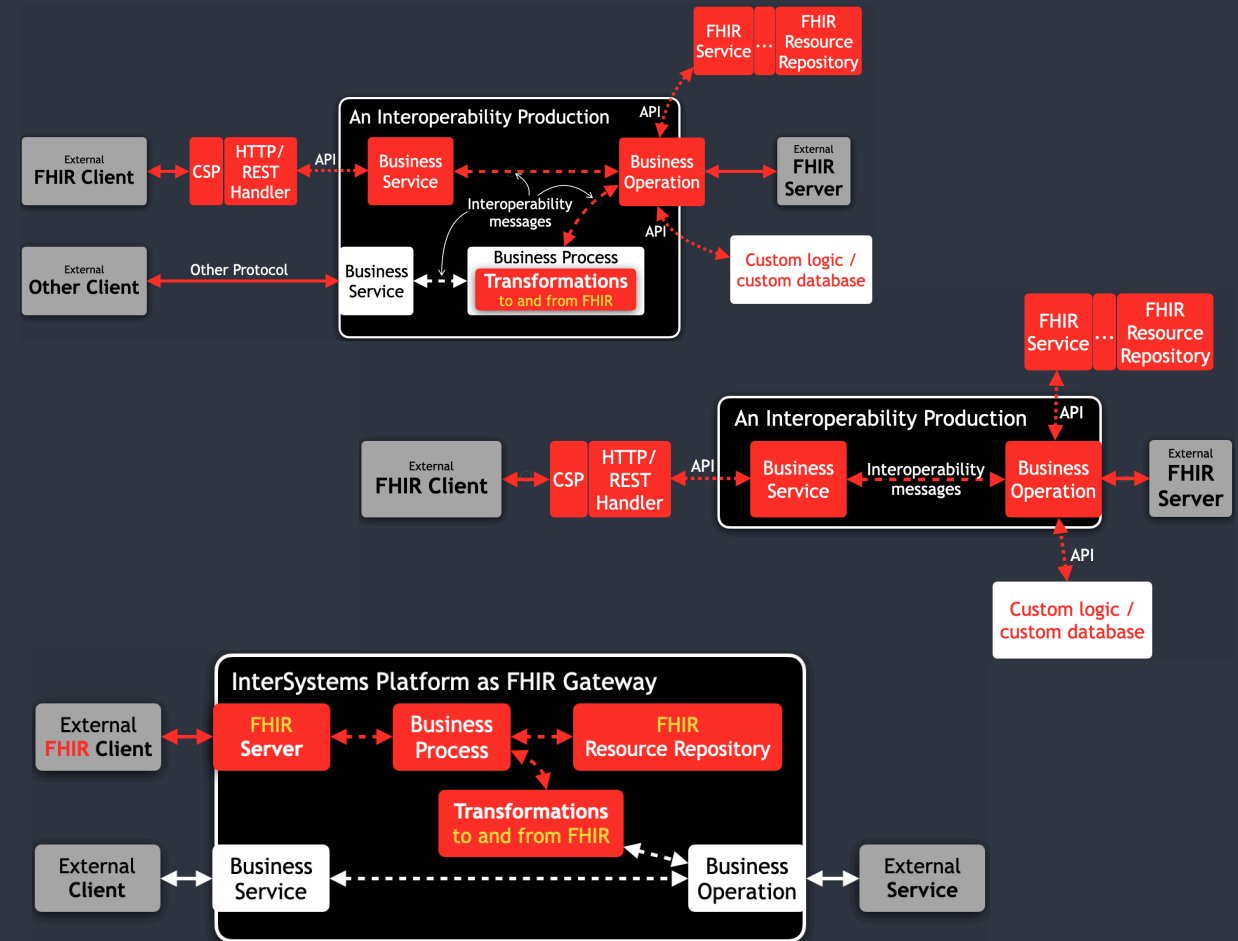 FHIR
Service
...
FHIR
Resource
Repository
An Interoperability Production
API
External
FHIR Client
CSP
HTTP/
REST
Handler
API
Business
Service
Business
Operation
External
FHIR
Server
Interoperability
messages
API
External
Other Client
Other Protocol
Business
Service
Business Process
Transformations
to and from FHIR
Custom logic /
custom database
FHIR
Service
...
FHIR
Resource
Repository
An Interoperability Production
API
External
FHIR Client
CSP
HTTP/
REST
Handler
API
Business
Service
Interoperability
messages
Business
Operation
External
FHIR
Server
API
Custom logic /
custom database
InterSystems Platform as FHIR Gateway
External
FHIR Client
FHIR
Server
Business
Process
FHIR
Resource Repository
Transformations
to and from FHIR
External
Client
Business
Service
Business
Operation
External
Service